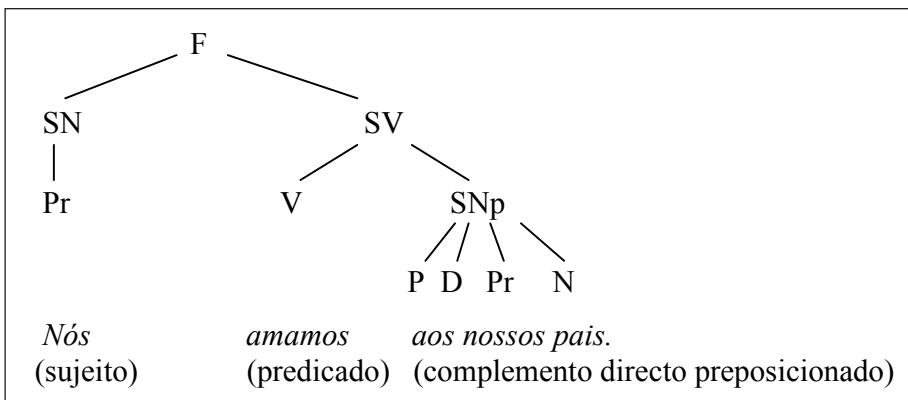 F
SN SV
Pr V SNp
P D Pr N
Nós amamos aos nossos pais.
(sujeito) (predicado) (complemento directo preposicionado)